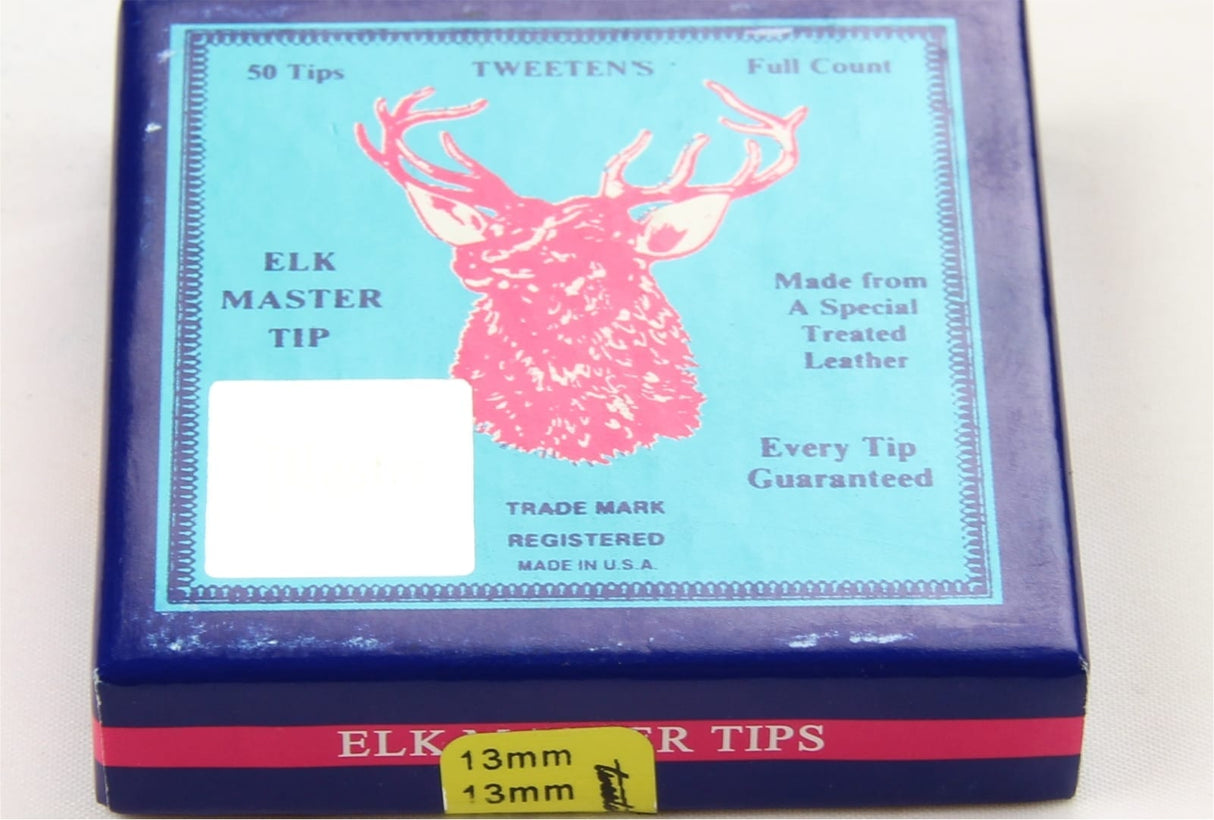 50 Tips
TWEETEN'S
Full Count
ELK
MASTER
TIP
Made from
A Special
Treated
Leather
Every Tip
Guaranteed
TRADE MARK
REGISTERED
MADE IN U.S.A.
ELK TIPS
13mm
13mm